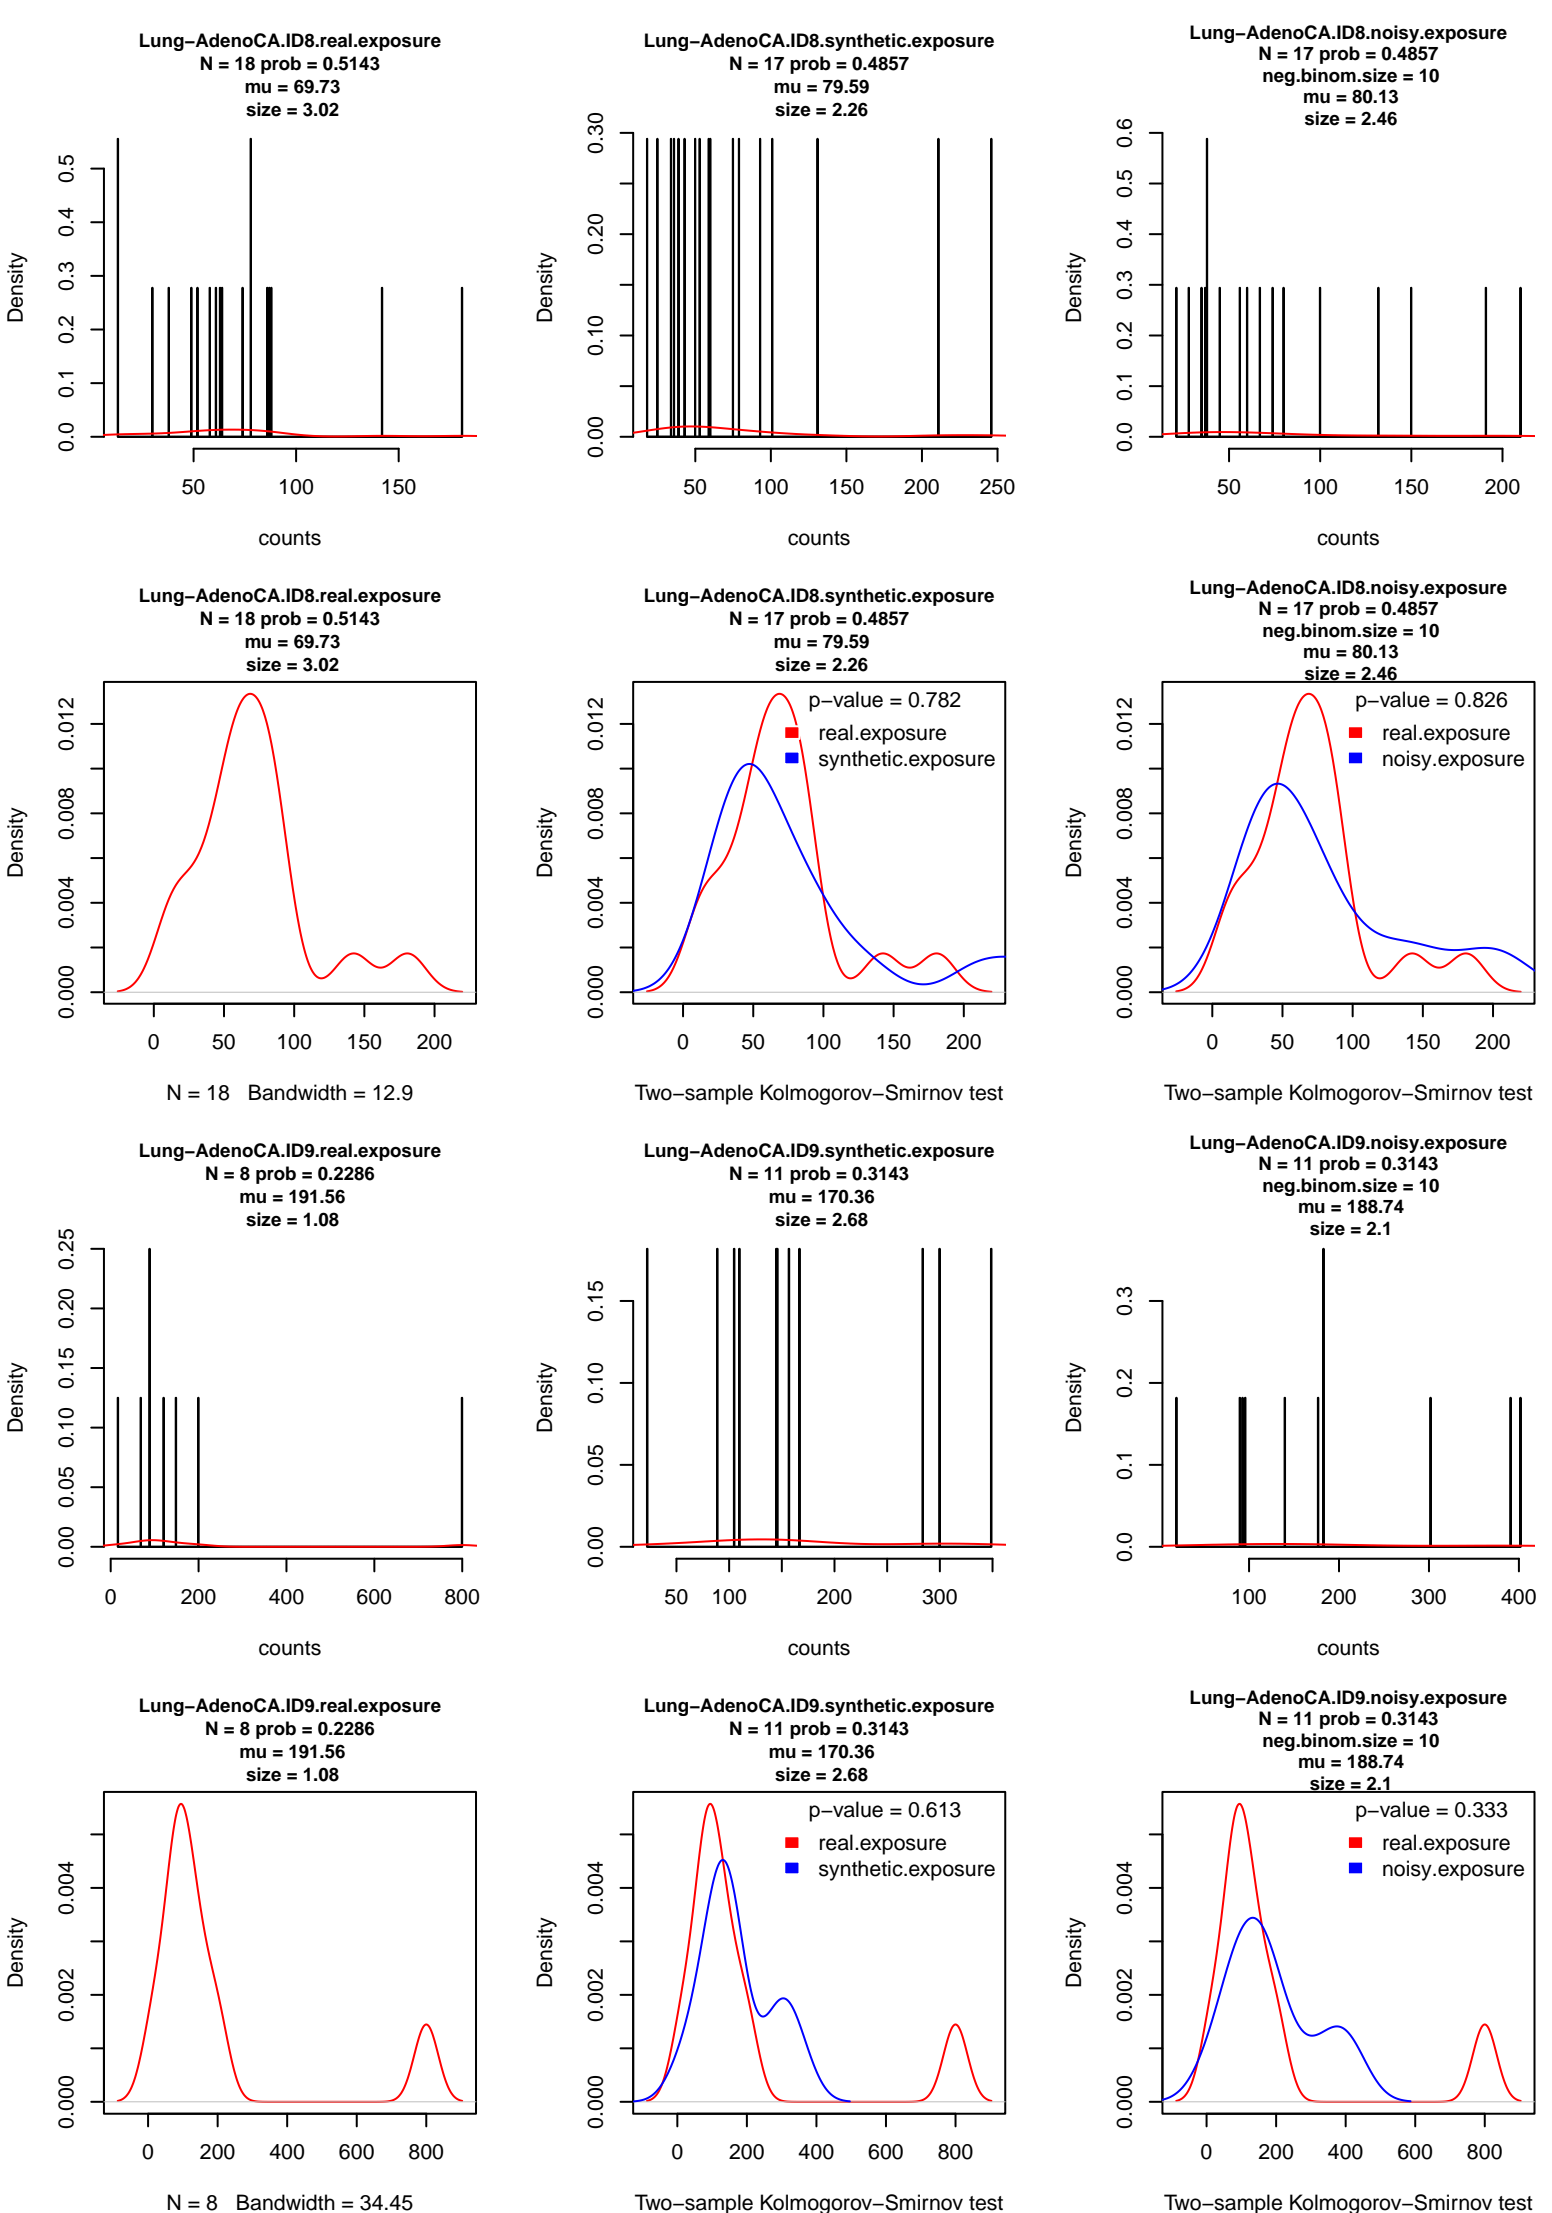 Lung-AdenoCA.ID8.real.exposure
N = 18 prob = 0.5143
mu = 69.73
size = 3.02
Density
0.0 0.1 0.2 0.3 0.4 0.5
50 100 150
counts
Lung-AdenoCA.ID8.synthetic.exposure
N = 17 prob = 0.4857
mu = 79.59
size = 2.26
Density
0.00 0.10 0.20 0.30
50 100 150 200 250
counts
Lung-AdenoCA.ID8.noisy.exposure
N = 17 prob = 0.4857
neg.binom.size = 10
mu = 80.13
size = 2.46
Density
0.0 0.1 0.2 0.3 0.4 0.5 0.6
50 100 150 200
counts
Lung-AdenoCA.ID8.real.exposure
N = 18 prob = 0.5143
mu = 69.73
size = 3.02
Density
0.000 0.004 0.008 0.012
0 50 100 150 200
N = 18 Bandwidth = 12.9
Lung-AdenoCA.ID8.synthetic.exposure
N = 17 prob = 0.4857
mu = 79.59
size = 2.26
p-value = 0.782
real.exposure
synthetic.exposure
Density
0.000 0.004 0.008 0.012
0 50 100 150 200
Two-sample Kolmogorov-Smirnov test
Lung-AdenoCA.ID8.noisy.exposure
N = 17 prob = 0.4857
neg.binom.size = 10
mu = 80.13
size = 2.46
p-value = 0.826
real.exposure
noisy.exposure
Density
0.000 0.004 0.008 0.012
0 50 100 150 200
Two-sample Kolmogorov-Smirnov test
Lung-AdenoCA.ID9.real.exposure
N = 8 prob = 0.2286
mu = 191.56
size = 1.08
Density
0.00 0.05 0.10 0.15 0.20 0.25
0 200 400 600 800
counts
Lung-AdenoCA.ID9.synthetic.exposure
N = 11 prob = 0.3143
mu = 170.36
size = 2.68
Density
0.00 0.05 0.10 0.15
50 100 200 300
counts
Lung-AdenoCA.ID9.noisy.exposure
N = 11 prob = 0.3143
neg.binom.size = 10
mu = 188.74
size = 2.1
Density
0.0 0.1 0.2 0.3
100 200 300 400
counts
Lung-AdenoCA.ID9.real.exposure
N = 8 prob = 0.2286
mu = 191.56
size = 1.08
Density
0.000 0.002 0.004
0 200 400 600 800
N = 8 Bandwidth = 34.45
Lung-AdenoCA.ID9.synthetic.exposure
N = 11 prob = 0.3143
mu = 170.36
size = 2.68
p-value = 0.613
real.exposure
synthetic.exposure
Density
0.000 0.002 0.004
0 200 400 600 800
Two-sample Kolmogorov-Smirnov test
Lung-AdenoCA.ID9.noisy.exposure
N = 11 prob = 0.3143
neg.binom.size = 10
mu = 188.74
size = 2.1
p-value = 0.333
real.exposure
noisy.exposure
Density
0.000 0.002 0.004
0 200 400 600 800
Two-sample Kolmogorov-Smirnov test